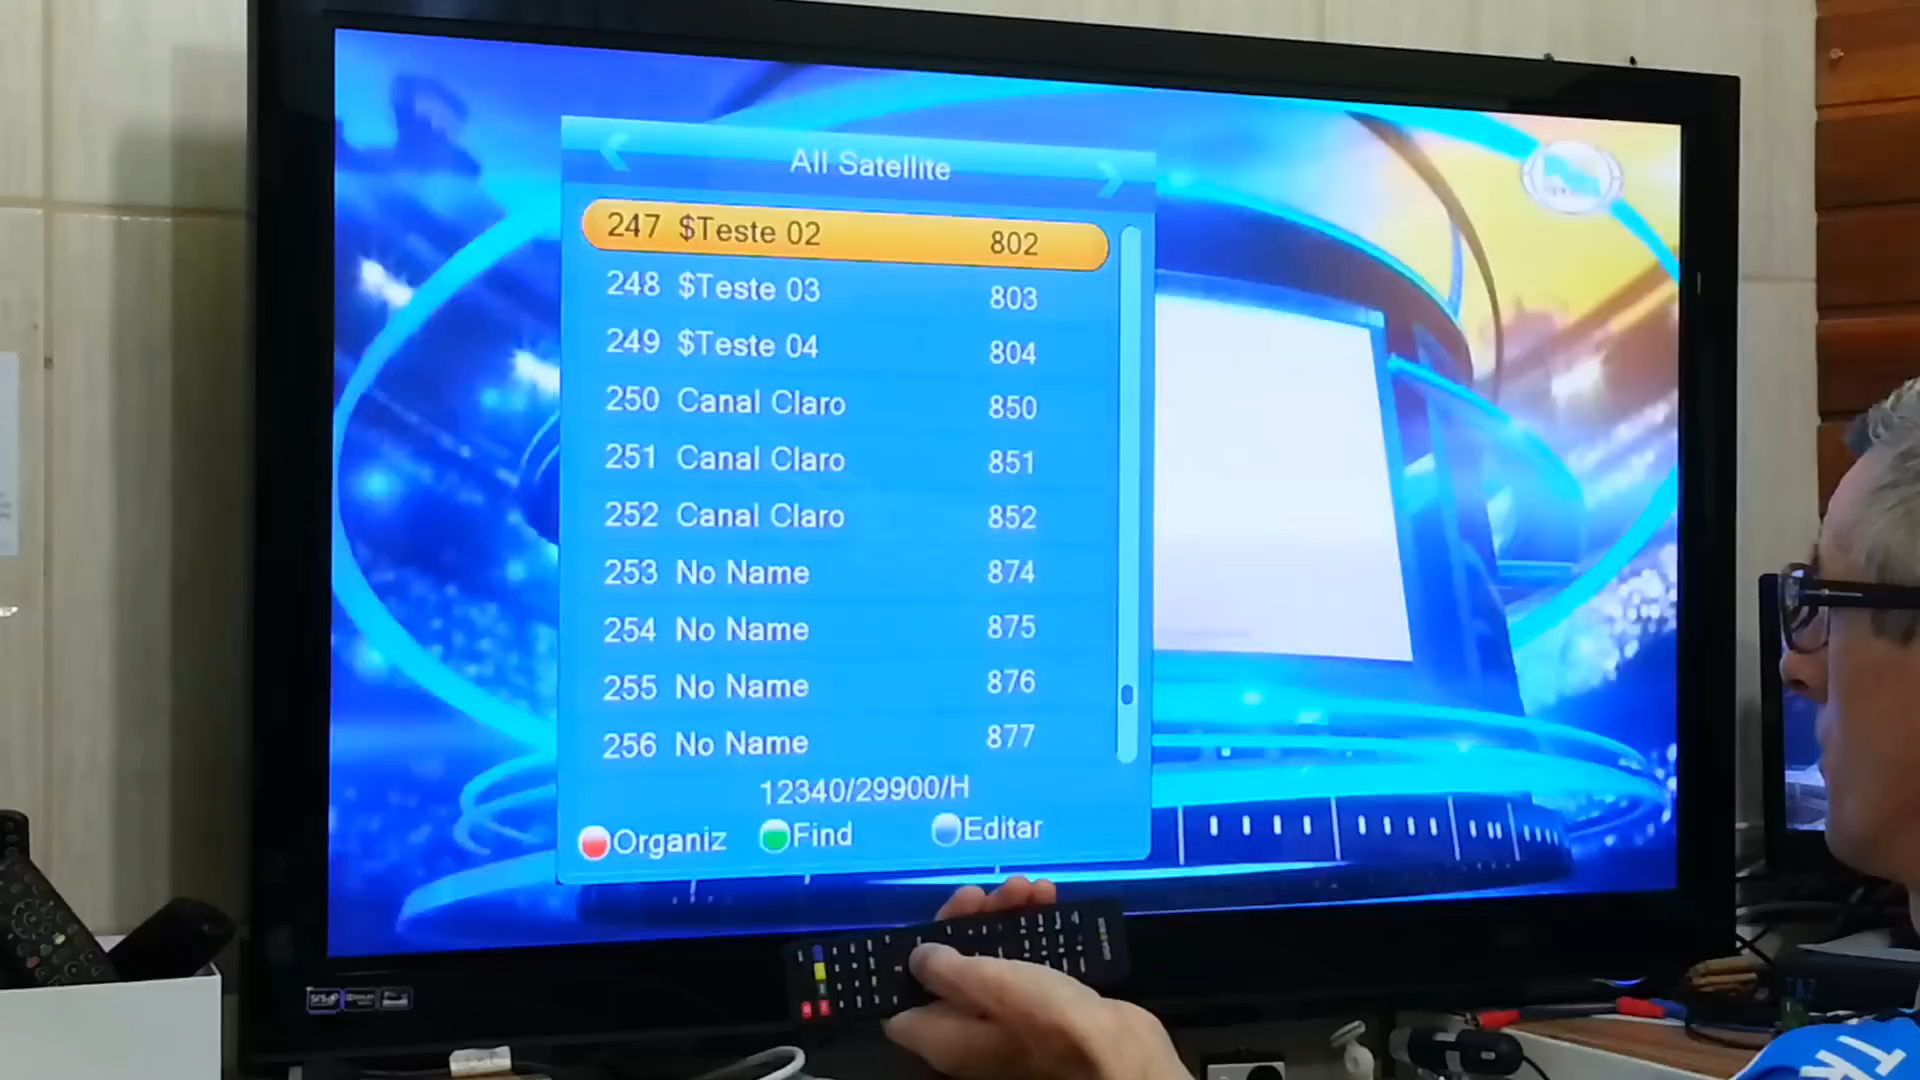 All Satellite
247 $Teste 02 802
248 $Teste 03 803
249 $Teste 04 804
250 Canal Claro 850
251 Canal Claro 851
252 Canal Claro 852
253 No Name 874
254 No Name 875
255 No Name 876
256 No Name 877
12340/29900/H
Organiz Find Editar